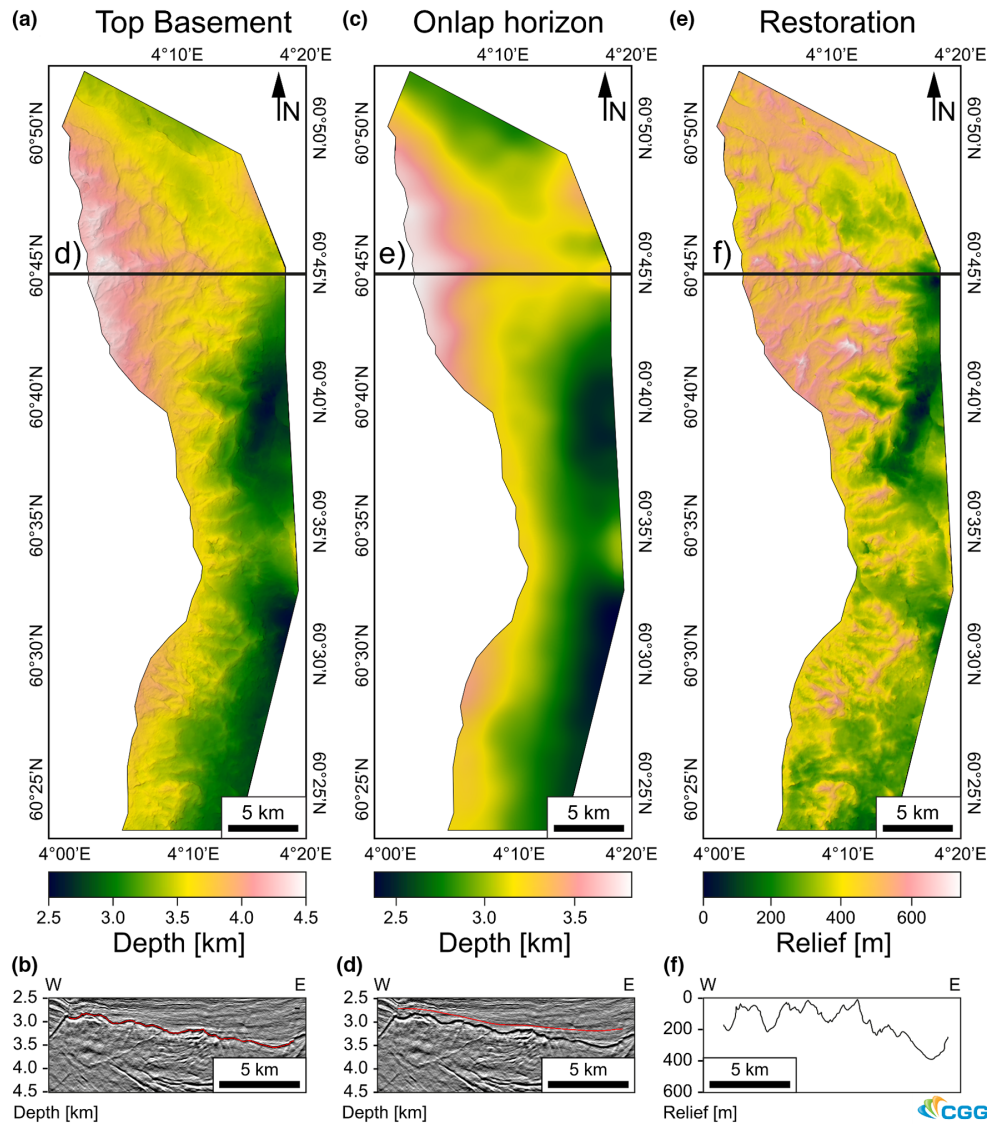 (a) Top Basement
4°10'E 4°20'E
N
60°50'N 60°50'N
d)
60°45'N 60°45'N
60°40'N 60°40'N
60°35'N 60°35'N
60°30'N 60°30'N
60°25'N 60°25'N
5 km
4°00'E 4°10'E 4°20'E
2.5 3.0 3.5 4.0 4.5
Depth [km]
(c) Onlap horizon
4°10'E 4°20'E
N
60°50'N 60°05'N
e)
60°45'N 60°45'N
60°40'N 60°40'N
60°35'N 60°35'N
60°30'N 60°30'N
60°25'N 60°25'N
5 km
4°10'E 4°20'E
2.5 3.0 3.5
Depth [km]
(e) Restoration
4°10'E 4°20'E
N
60°50'N 60°50'N
f)
60°45'N 60°45'N
60°40'N 60°40'N
60°35'N 60°35'N
60°30'N 60°30'N
60°25'N 60°25'N
5 km
4°10'E 4°20'E
0 200 400 600
Relief [m]
(b)
W E
2.5
3.0
3.5
4.0
4.5
5 km
Depth [km]
(d)
W E
2.5
3.0
3.5
4.0
4.5
5 km
Depth [km]
(f)
W E
0
200
400
600
5 km
Relief [m]
CGG